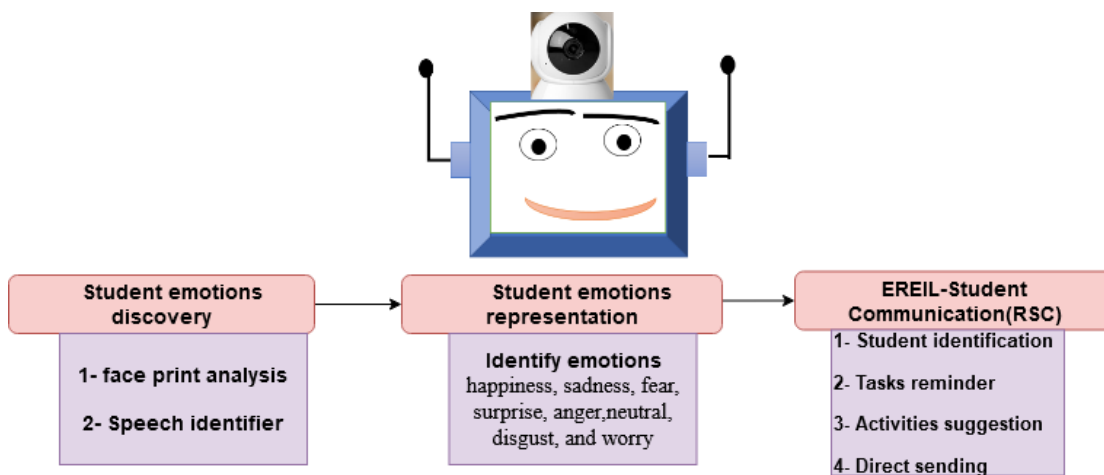 Student emotions
discovery
1- face print analysis
2- Speech identifier
Student emotions
representation
Identify emotions
happiness, sadness, fear,
surprise, anger,neutral,
disgust, and worry
EREIL-Student
Communication(RSC)
1- Student identification
2- Tasks reminder
3- Activities suggestion
4- Direct sending